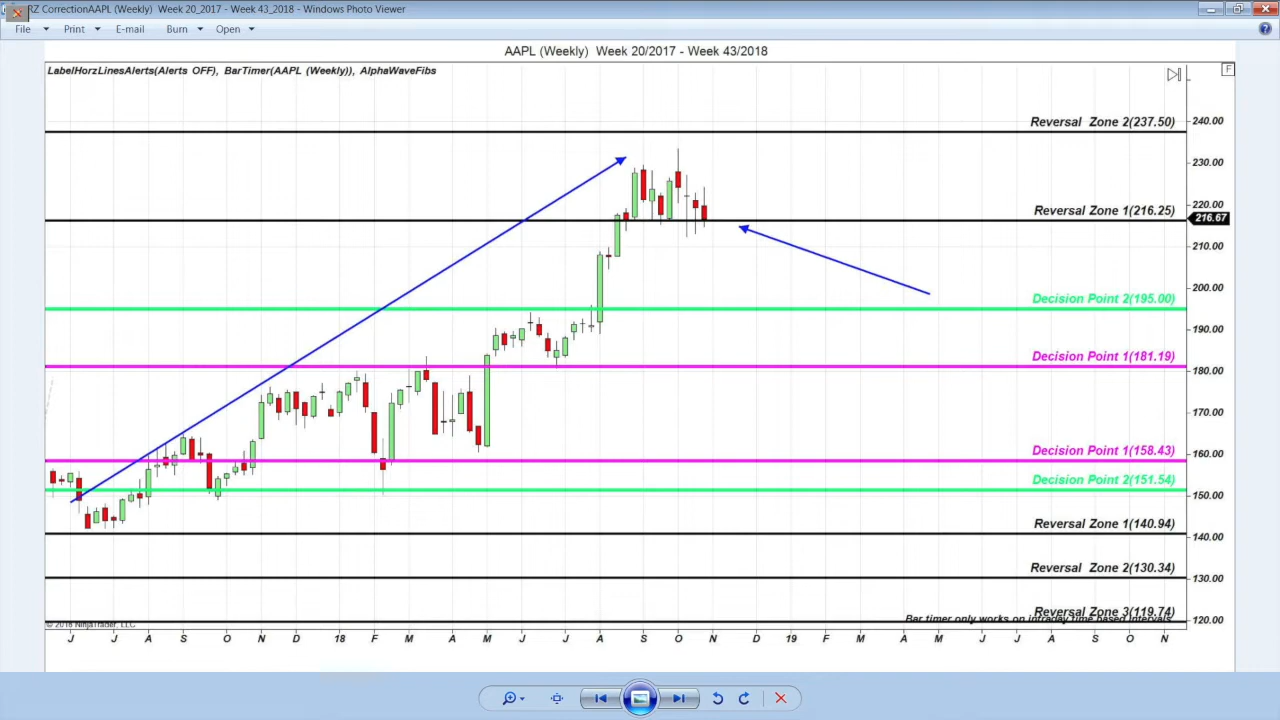 RZ CorrectionAAPL (Weekly) Week 20_2017 - Week 43_2018 - Windows Photo Viewer
File Print E-mail Burn Open
AAPL (Weekly) Week 20/2017 - Week 43/2018
LabelHorzLinesAlerts(Alerts OFF), BarTimer(AAPL (Weekly)), AlphaWaveFibs
F
Reversal Zone 2(237.50)
240.00
230.00
220.00
Reversal Zone 1(216.25)
216.67
210.00
200.00
Decision Point 2(195.00)
190.00
Decision Point 1(181.19)
180.00
170.00
160.00
Decision Point 1(158.43)
Decision Point 2(151.54)
150.00
Reversal Zone 1(140.94)
140.00
Reversal Zone 2(130.34)
130.00
Reversal Zone 3(119.74)
Bar timer only works on intraday time based intervals
120.00
© 2018 NinjaTrader, LLC
J J A S O N D 18 F M A M J J A S O N D 19 F M A M J J A S O N